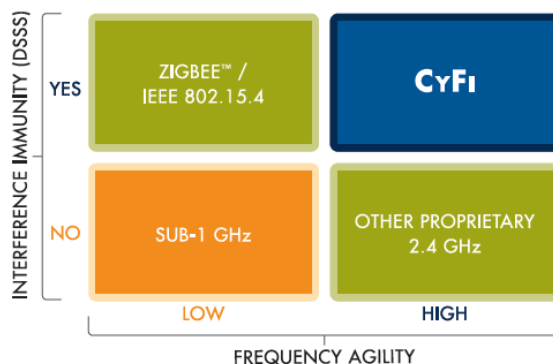 INTERFERENCE IMMUNITY (DSSS)
YES
ZIGBEE™ /
IEEE 802.15.4
CYFI
NO
SUB-1 GHz
OTHER PROPRIETARY
2.4 GHz
LOW
HIGH
FREQUENCY AGILITY